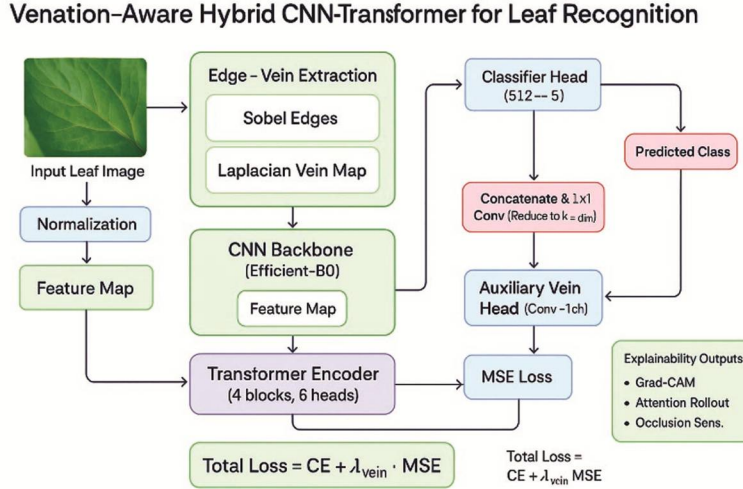 Venation-Aware Hybrid CNN-Transformer for Leaf Recognition
Input Leaf Image
Normalization
Feature Map
Edge – Vein Extraction
Sobel Edges
Laplacian Vein Map
CNN Backbone
(Efficient-B0)
Feature Map
Transformer Encoder
(4 blocks, 6 heads)
Classifier Head
(512-- 5)
Predicted Class
Concatenate & 1x1
Conv (Reduce to k = dim)
Auxiliary Vein
Head (Conv -1ch)
MSE Loss
Explainability Outputs
• Grad-CAM
• Attention Rollout
• Occlusion Sens.
Total Loss = CE + λvein · MSE
Total Loss =
CE + λvein MSE